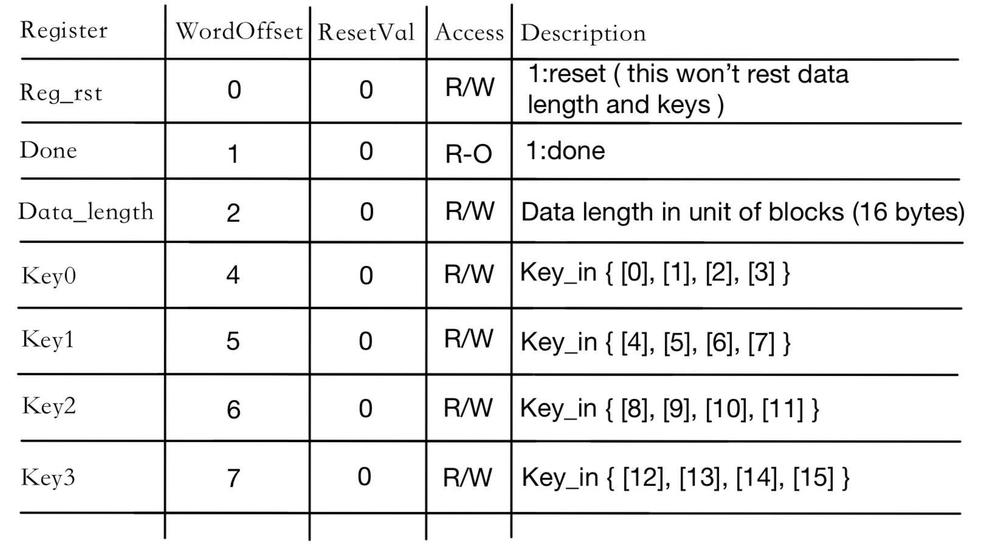 Register WordOffset ResetVal Access Description
Reg_rst 0 0 R/W 1:reset ( this won’t rest data
length and keys )
Done 1 0 R-O 1:done
Data_length 2 0 R/W Data length in unit of blocks (16 bytes)
Key0 4 0 R/W Key_in { [0], [1], [2], [3] }
Key1 5 0 R/W Key_in { [4], [5], [6], [7] }
Key2 6 0 R/W Key_in { [8], [9], [10], [11] }
Key3 7 0 R/W Key_in { [12], [13], [14], [15] }